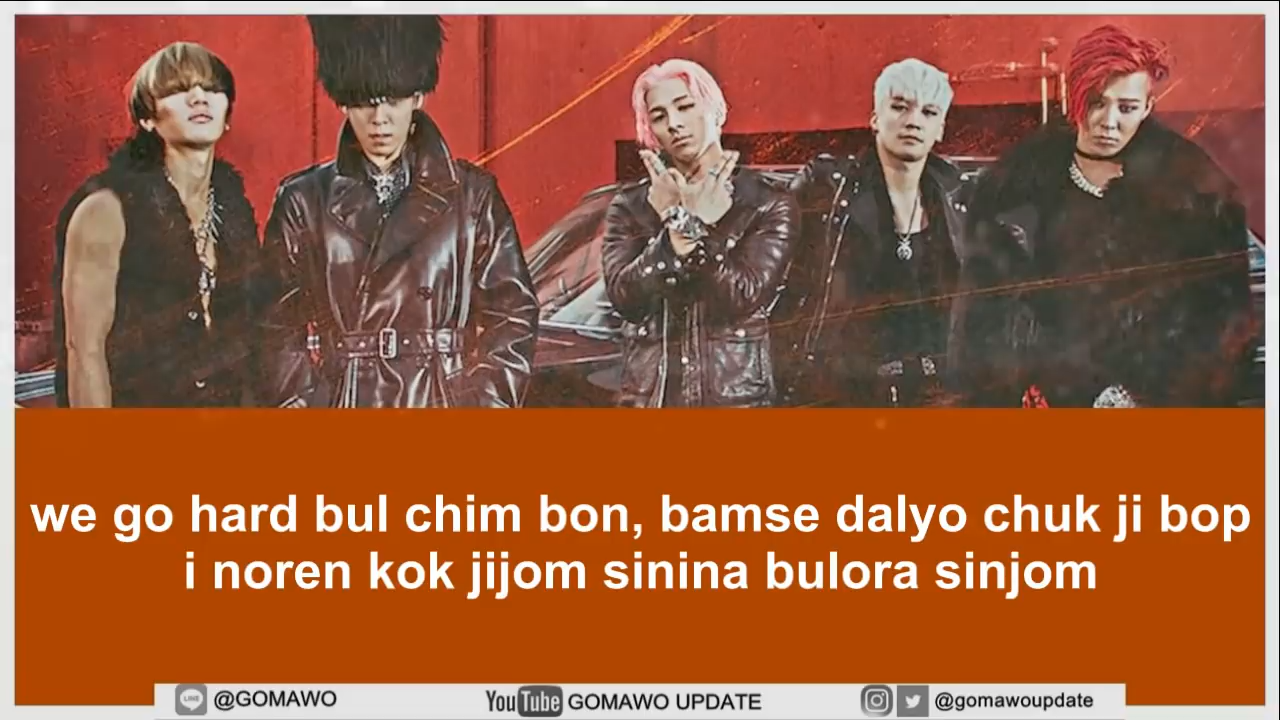 we go hard bul chim bon, bamse dalyo chuk ji bop
i noren kok jijom sinina bulora sinjom
LINE @GOMAWO YouTube GOMAWO UPDATE @gomawoupdate